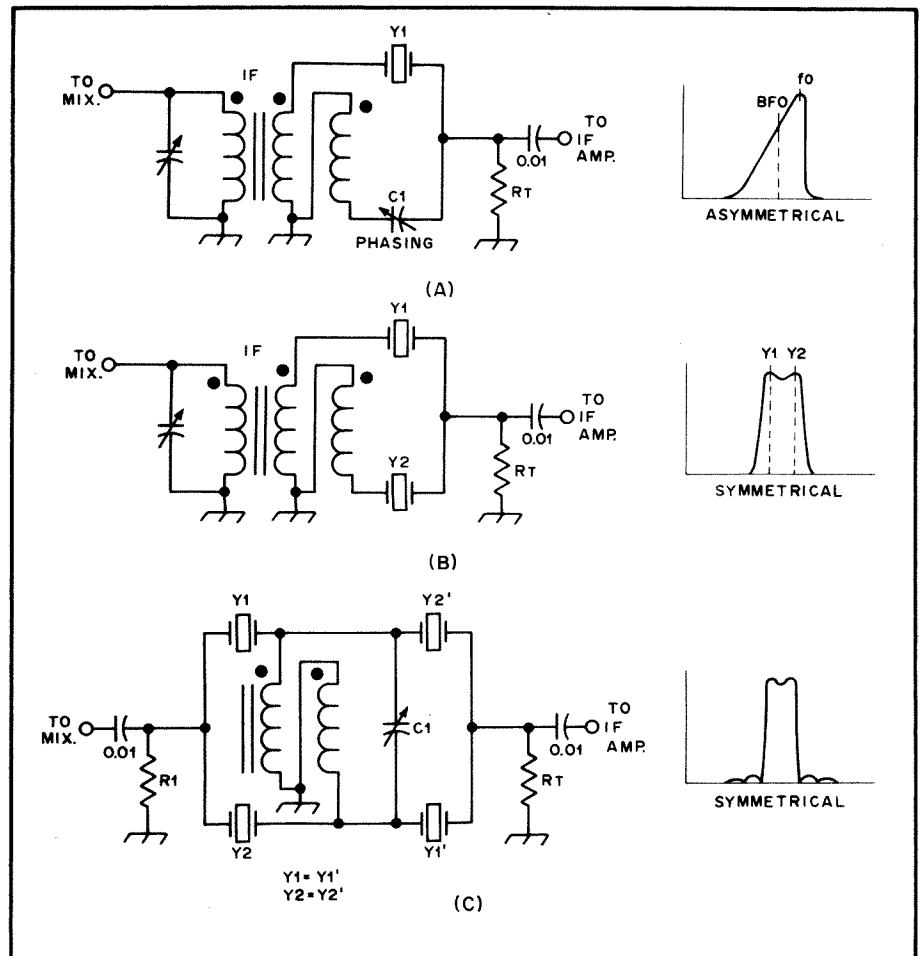 Y1
TO
MIX.
IF
C1
PHASING
0.01
RT
TO
IF
AMP.
BFO
fo
ASYMMETRICAL
(A)
Y1
TO
MIX.
IF
Y2
0.01
RT
TO
IF
AMP.
Y1 Y2
SYMMETRICAL
(B)
Y1
Y2'
TO
MIX.
0.01
R1
C1
Y2
Y1'
0.01
RT
TO
IF
AMP.
SYMMETRICAL
Y1=Y1'
Y2=Y2'
(C)